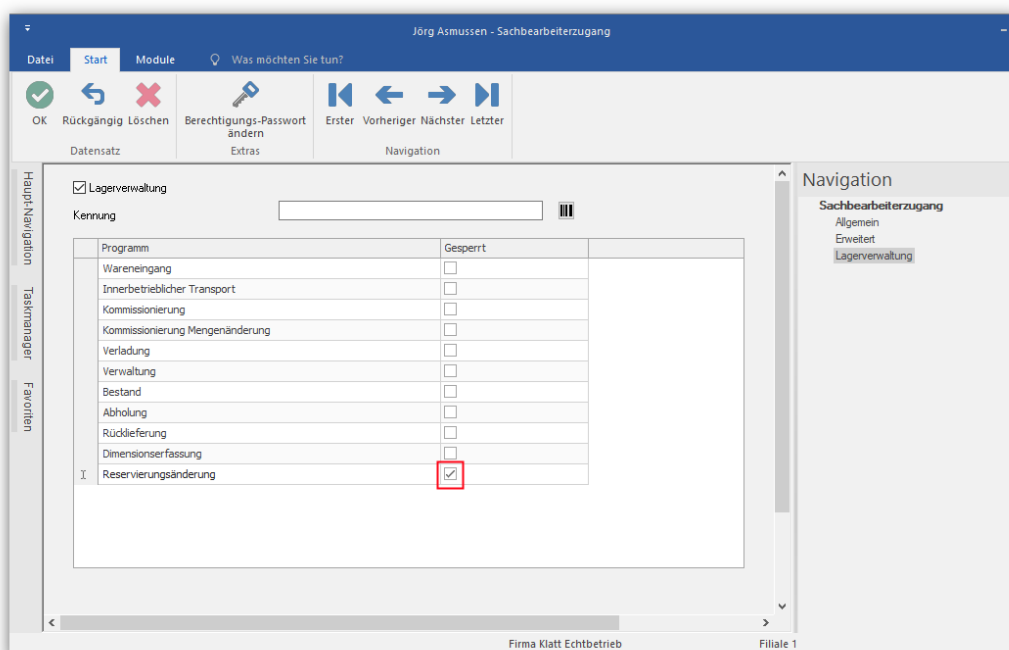 Jörg Asmussen - Sachbearbeiterzugang
Datei Start Module Was möchten Sie tun?
OK Rückgängig Löschen Berechtigungs-Passwort ändern Erster Vorheriger Nächster Letzter
Datensatz Extras Navigation
Haupt-Navigation
Taskmanager
Favoriten
Lagerverwaltung
Kennung
Programm Gesperrt
Wareneingang
Innerbetrieblicher Transport
Kommissionierung
Kommissionierung Mengenänderung
Verladung
Verwaltung
Bestand
Abholung
Rücklieferung
Dimensionserfassung
Reservierungsänderung
Navigation
Sachbearbeiterzugang
Allgemein
Erweitert
Lagerverwaltung
Firma Klatt Echtbetrieb Filiale 1